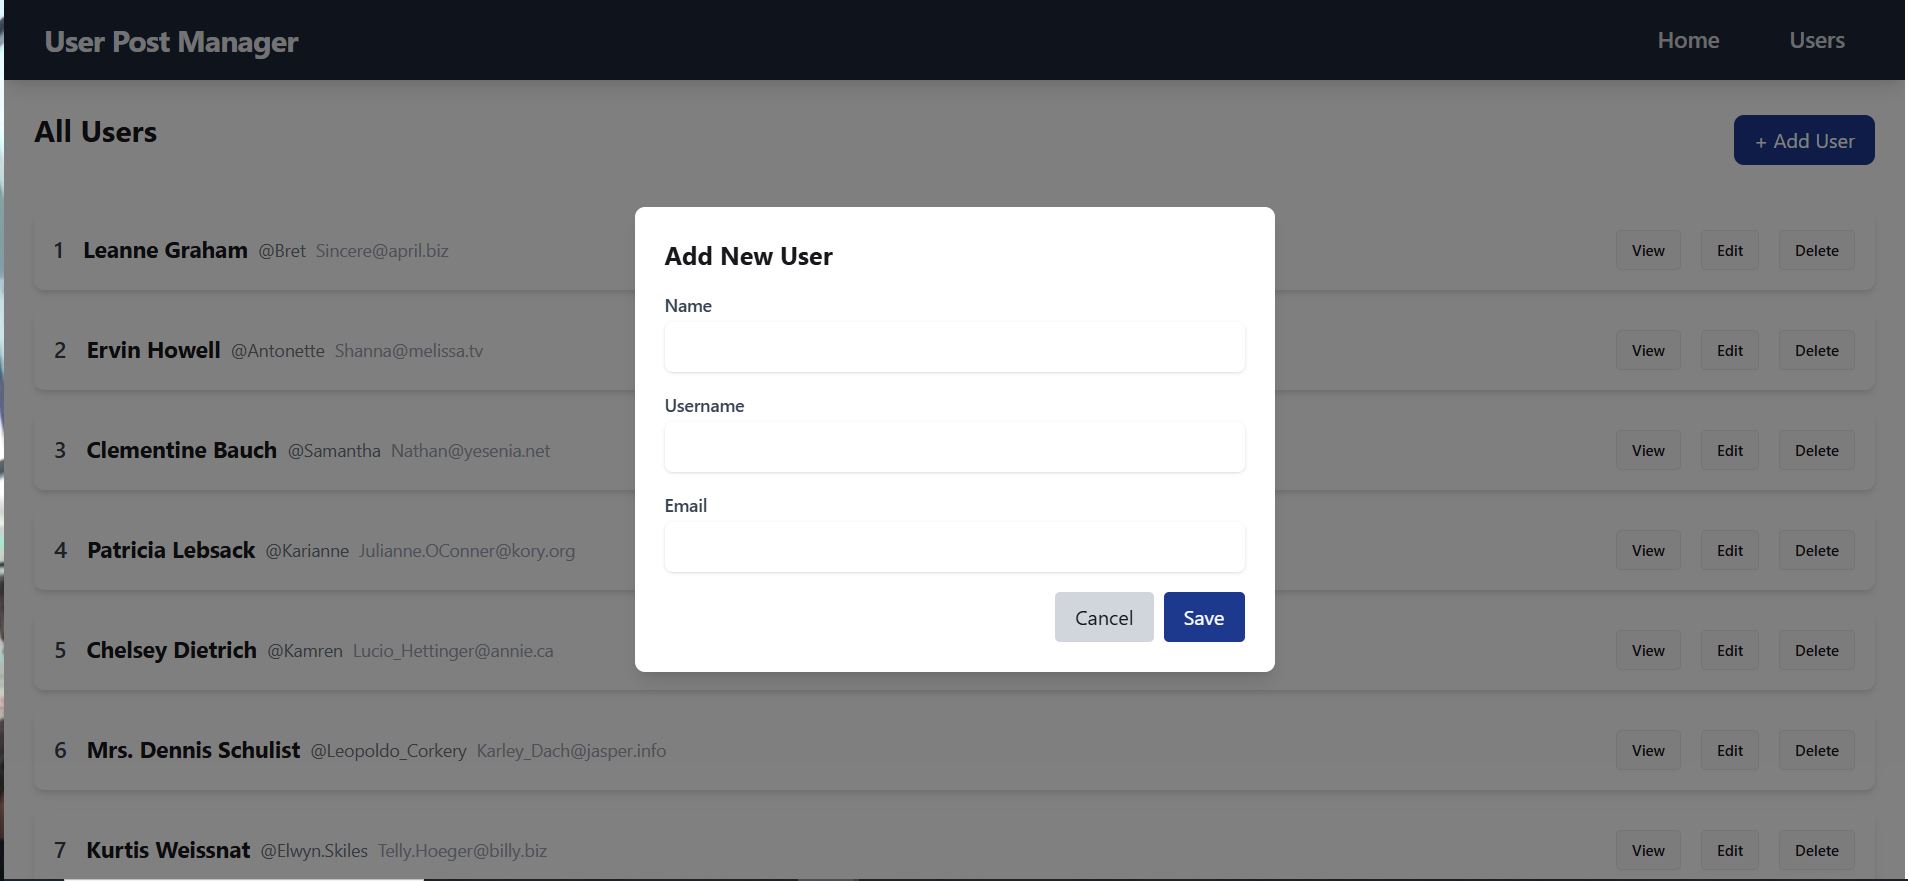 User Post Manager
Home
Users
All Users
+ Add User
1 Leanne Graham @Bret Sincere@april.biz View Edit Delete
2 Ervin Howell @Antonette Shanna@melissa.tv View Edit Delete
3 Clementine Bauch @Samantha Nathan@yesenia.net View Edit Delete
4 Patricia Lebsack @Karianne Julianne.OConner@kory.org View Edit Delete
5 Chelsey Dietrich @Kamren Lucio_Hettinger@annie.ca View Edit Delete
6 Mrs. Dennis Schulist @Leopoldo_Corkery Karley_Dach@jasper.info View Edit Delete
7 Kurtis Weissnat @Elwyn.Skiles Telly.Hoeger@billy.biz View Edit Delete
Add New User
Name
Username
Email
Cancel
Save